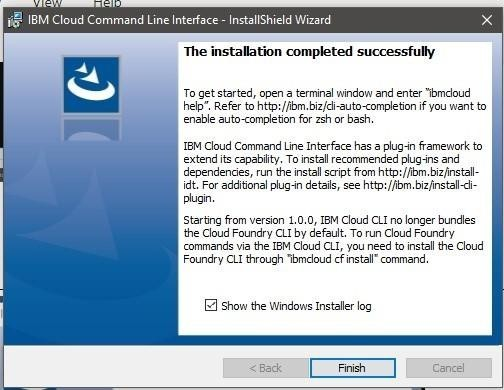 View Help
IBM Cloud Command Line Interface - InstallShield Wizard
The installation completed successfully
To get started, open a terminal window and enter "ibmcloud
help". Refer to http://ibm.biz/cli-auto-completion if you want to
enable auto-completion for zsh or bash.
IBM Cloud Command Line Interface has a plug-in framework to
extend its capability. To install recommended plug-ins and
dependencies, run the install script from http://ibm.biz/install-
idt. For additional plug-in details, see http://ibm.biz/install-cli-
plugin.
Starting from version 1.0.0, IBM Cloud CLI no longer bundles
the Cloud Foundry CLI by default. To run Cloud Foundry
commands via the IBM Cloud CLI, you need to install the Cloud
Foundry CLI through "ibmcloud cf install" command.
Show the Windows Installer log
< Back Finish Cancel